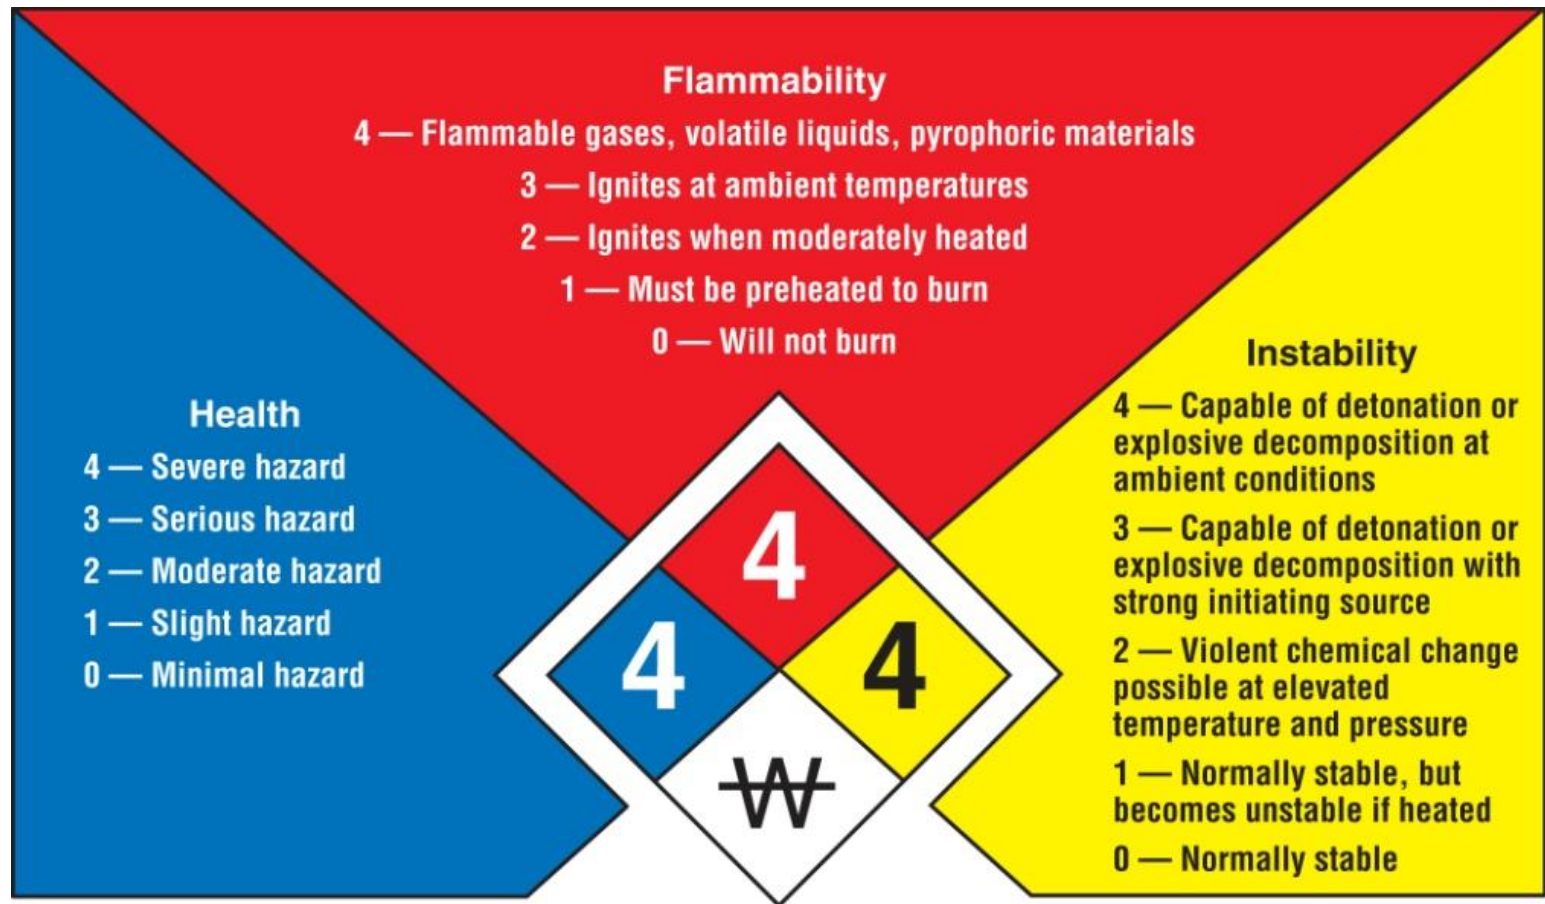 Flammability
4 — Flammable gases, volatile liquids, pyrophoric materials
3 — Ignites at ambient temperatures
2 — Ignites when moderately heated
1 — Must be preheated to burn
0 — Will not burn
Health
4 — Severe hazard
3 — Serious hazard
2 — Moderate hazard
1 — Slight hazard
0 — Minimal hazard
Instability
4 — Capable of detonation or
explosive decomposition at
ambient conditions
3 — Capable of detonation or
explosive decomposition with
strong initiating source
2 — Violent chemical change
possible at elevated
temperature and pressure
1 — Normally stable, but
becomes unstable if heated
0 — Normally stable
4
4
4
W